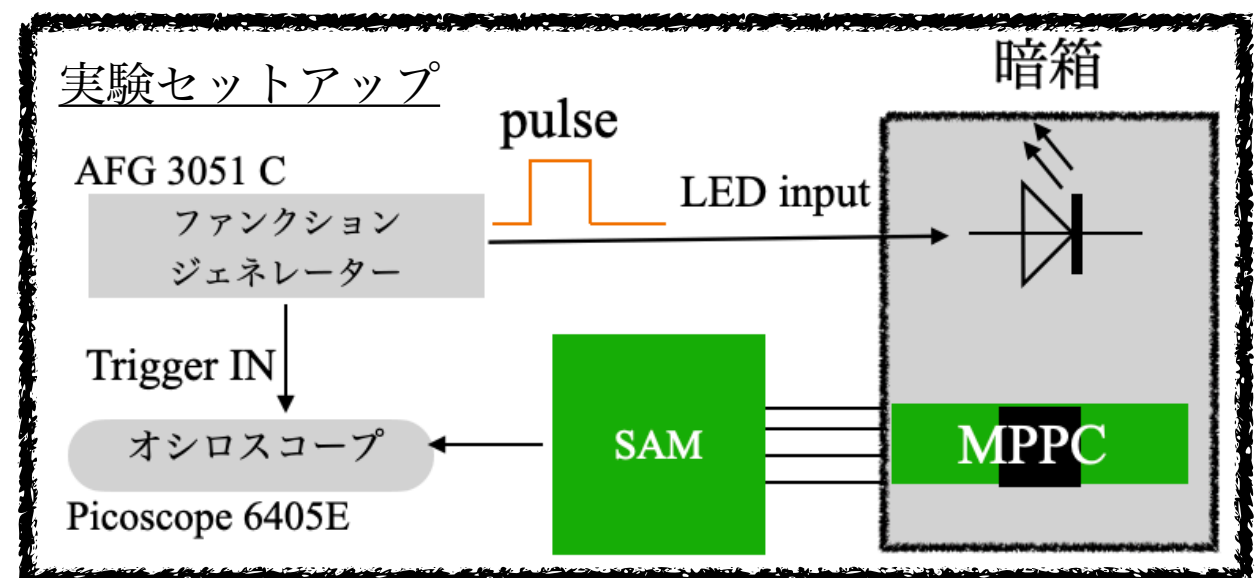 実験セットアップ
暗箱
pulse
AFG 3051 C
LED input
ファンクション
ジェネレーター
Trigger IN
オシロスコープ
SAM
MPPC
Picoscope 6405E